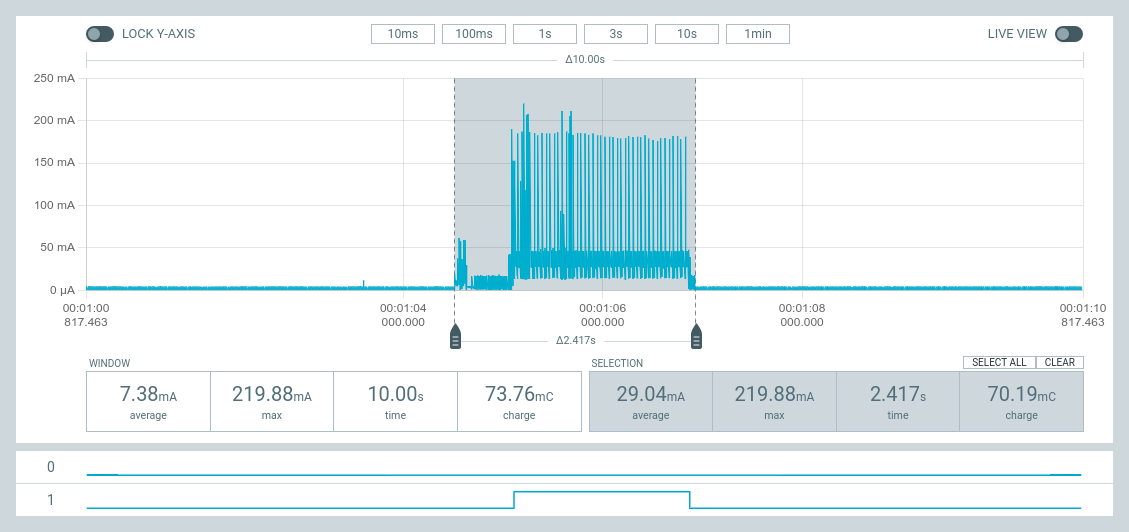 LOCK Y-AXIS 10ms 100ms 1s 3s 10s 1min LIVE VIEW
Δ10.00s
250 mA
200 mA
150 mA
100 mA
50 mA
0 µA
00:01:00 00:01:04 00:01:06 00:01:08 00:01:10
817.463 000.000 000.000 000.000 817.463
Δ2.417s
WINDOW SELECTION SELECT ALL CLEAR
7.38mA 219.88mA 10.00s 73.76mC 29.04mA 219.88mA 2.417s 70.19mC
average max time charge average max time charge
0
1